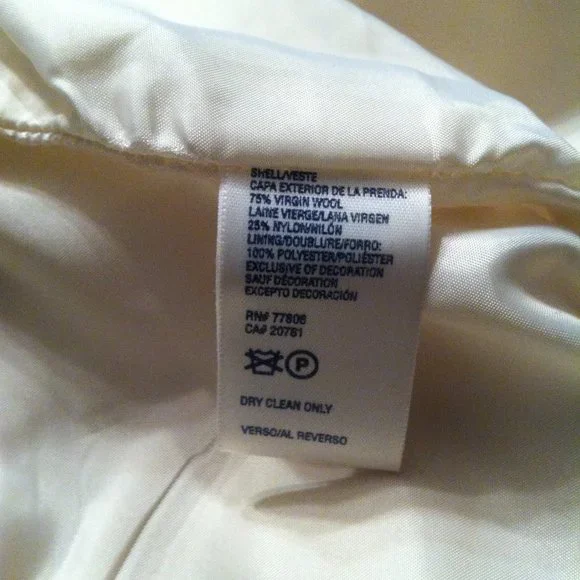 SHELL/VESTE
CAPA EXTERIOR DE LA PRENDA:
75% VIRGIN WOOL
LAINE VIERGE/LANA VIRGEN
25% NYLON/NILÓN
LINING/DOUBLURE/FORRO:
100% POLYESTER/POLIÉSTER
EXCLUSIVE OF DECORATION
SAUF DÉCORATION
EXCEPTO DECORACIÓN
RN# 77806
CA# 20761
P
DRY CLEAN ONLY
VERSO/AL REVERSO